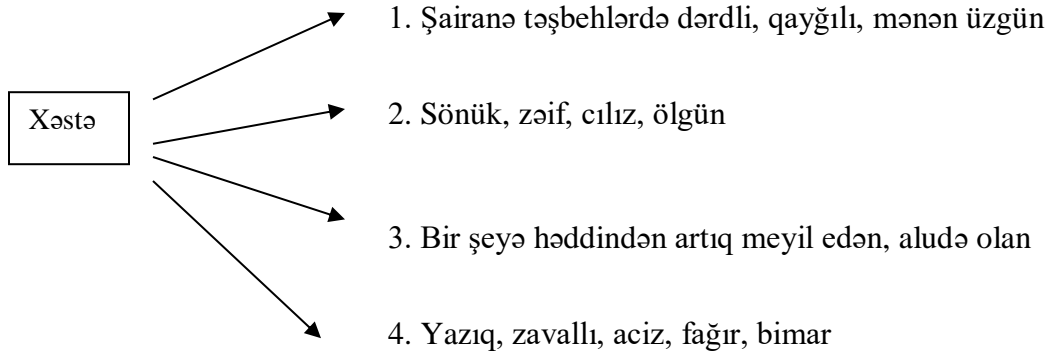 1. Şairanə təşbehlərdə dərdli, qayğılı, mənən üzgün
Xəstə
2. Sönük, zəif, cılız, ölgün
3. Bir şeyə həddindən artıq meyil edən, aludə olan
4. Yazıq, zavallı, aciz, fağır, bimar